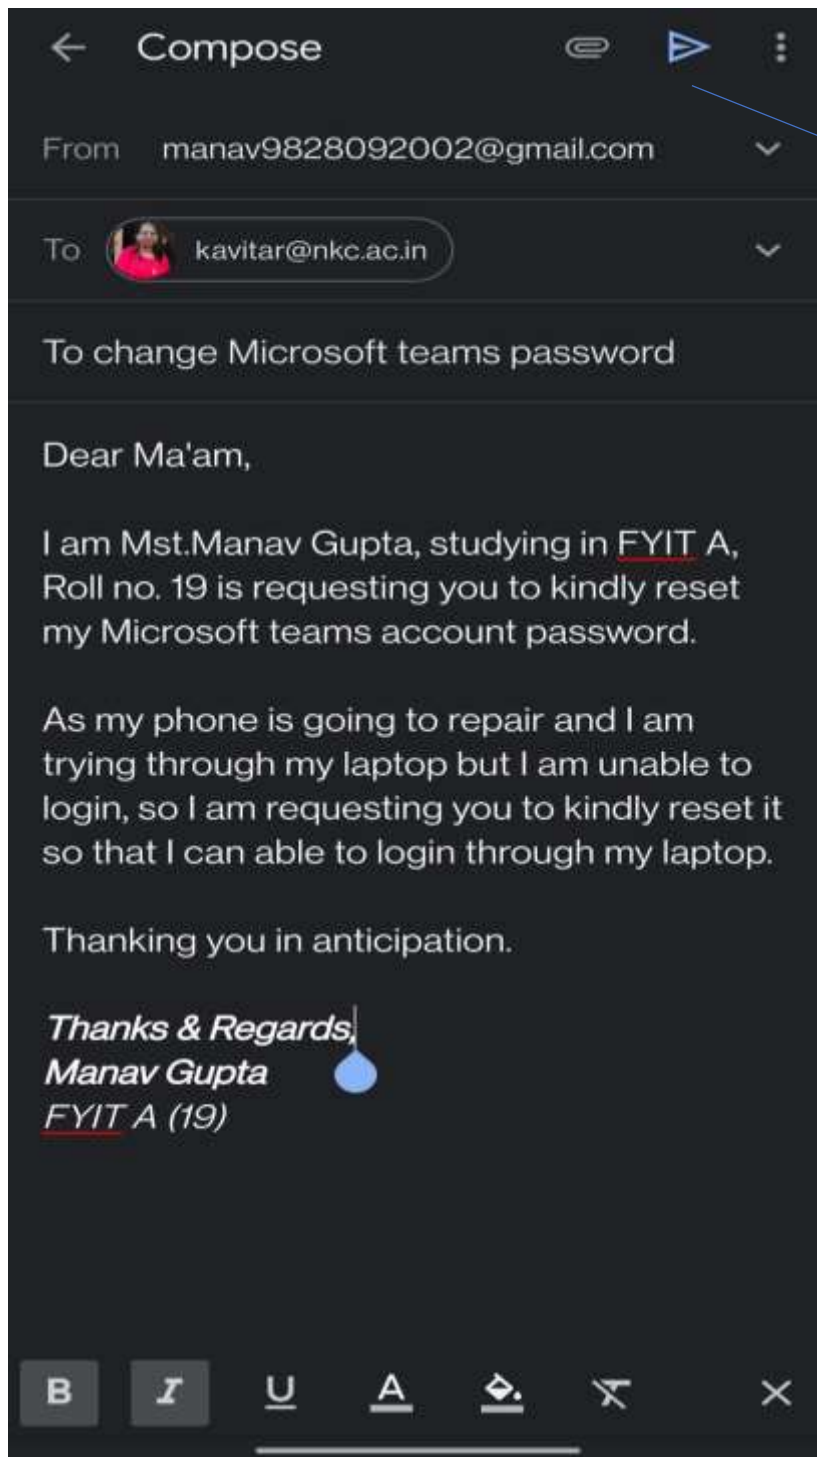 Compose
From manav9828092002@gmail.com
To kavitar@nkc.ac.in
To change Microsoft teams password
Dear Ma'am,
I am Mst.Manav Gupta, studying in FYIT A,
Roll no. 19 is requesting you to kindly reset
my Microsoft teams account password.
As my phone is going to repair and I am
trying through my laptop but I am unable to
login, so I am requesting you to kindly reset it
so that I can able to login through my laptop.
Thanking you in anticipation.
Thanks & Regards,
Manav Gupta
FYIT A (19)
B I U A